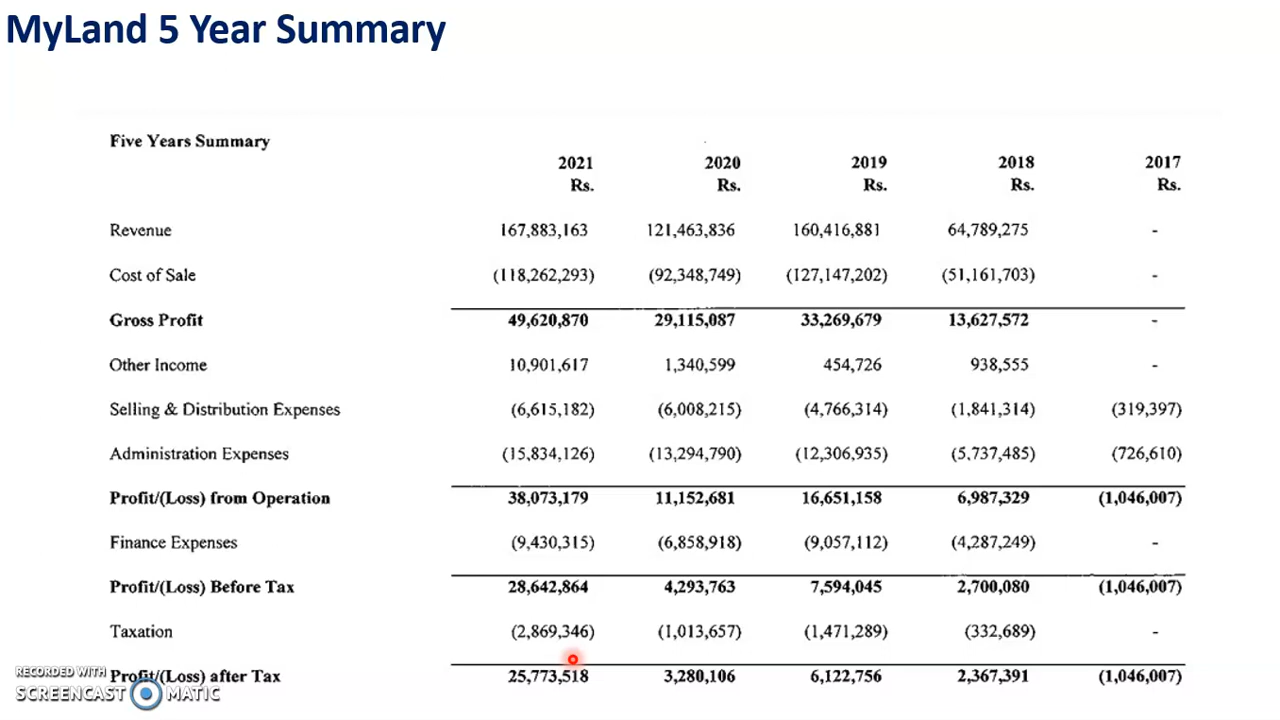 MyLand 5 Year Summary
Five Years Summary
2021 2020 2019 2018 2017
Rs. Rs. Rs. Rs. Rs.
Revenue 167,883,163 121,463,836 160,416,881 64,789,275 -
Cost of Sale (118,262,293) (92,348,749) (127,147,202) (51,161,703) -
Gross Profit 49,620,870 29,115,087 33,269,679 13,627,572 -
Other Income 10,901,617 1,340,599 454,726 938,555 -
Selling & Distribution Expenses (6,615,182) (6,008,215) (4,766,314) (1,841,314) (319,397)
Administration Expenses (15,834,126) (13,294,790) (12,306,935) (5,737,485) (726,610)
Profit/(Loss) from Operation 38,073,179 11,152,681 16,651,158 6,987,329 (1,046,007)
Finance Expenses (9,430,315) (6,858,918) (9,057,112) (4,287,249) -
Profit/(Loss) Before Tax 28,642,864 4,293,763 7,594,045 2,700,080 (1,046,007)
Taxation (2,869,346) (1,013,657) (1,471,289) (332,689) -
Profit/(Loss) after Tax 25,773,518 3,280,106 6,122,756 2,367,391 (1,046,007)
RECORDED WITH
SCREENCAST MATIC